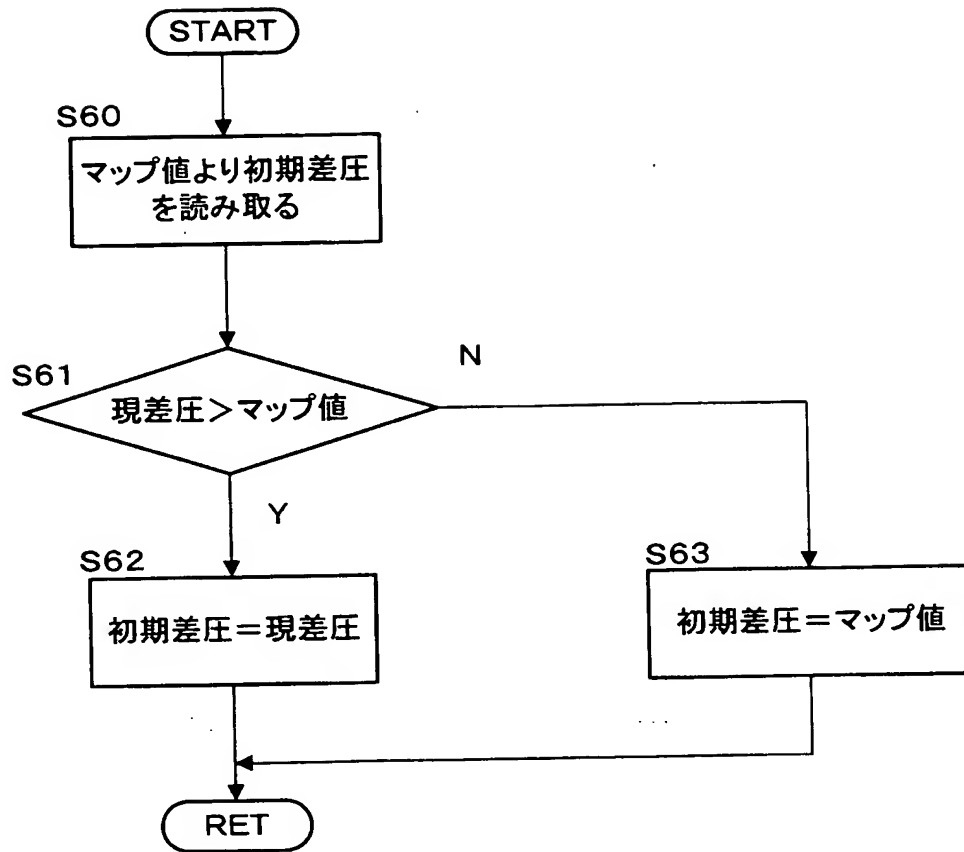 START
S60
マップ値より初期差圧
を読み取る
S61
現差圧>マップ値
N
Y
S62
初期差圧=現差圧
S63
初期差圧=マップ値
RET